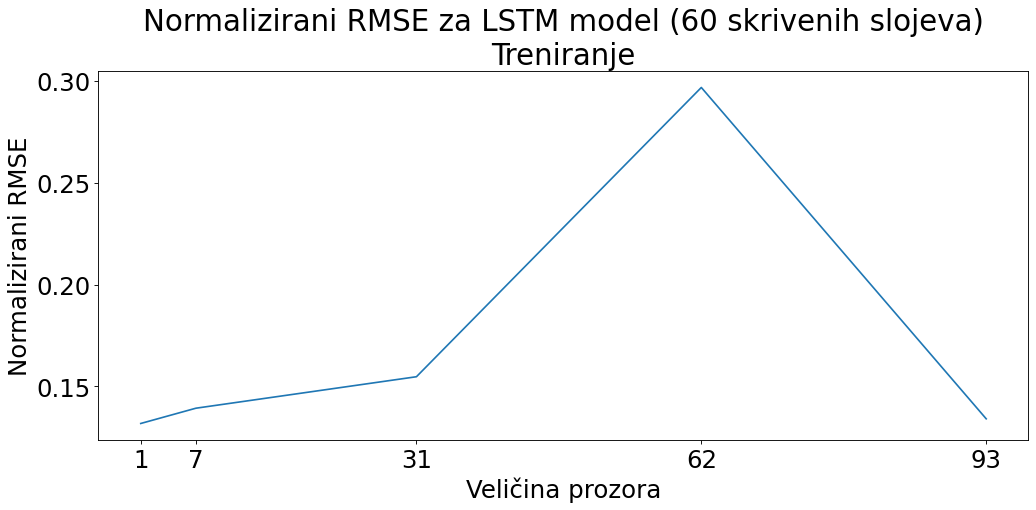 Normalizirani RMSE za LSTM model (60 skrivenih slojeva)
Treniranje
Normalizirani RMSE
0.30
0.25
0.20
0.15
1 7 31 62 93
Veličina prozora